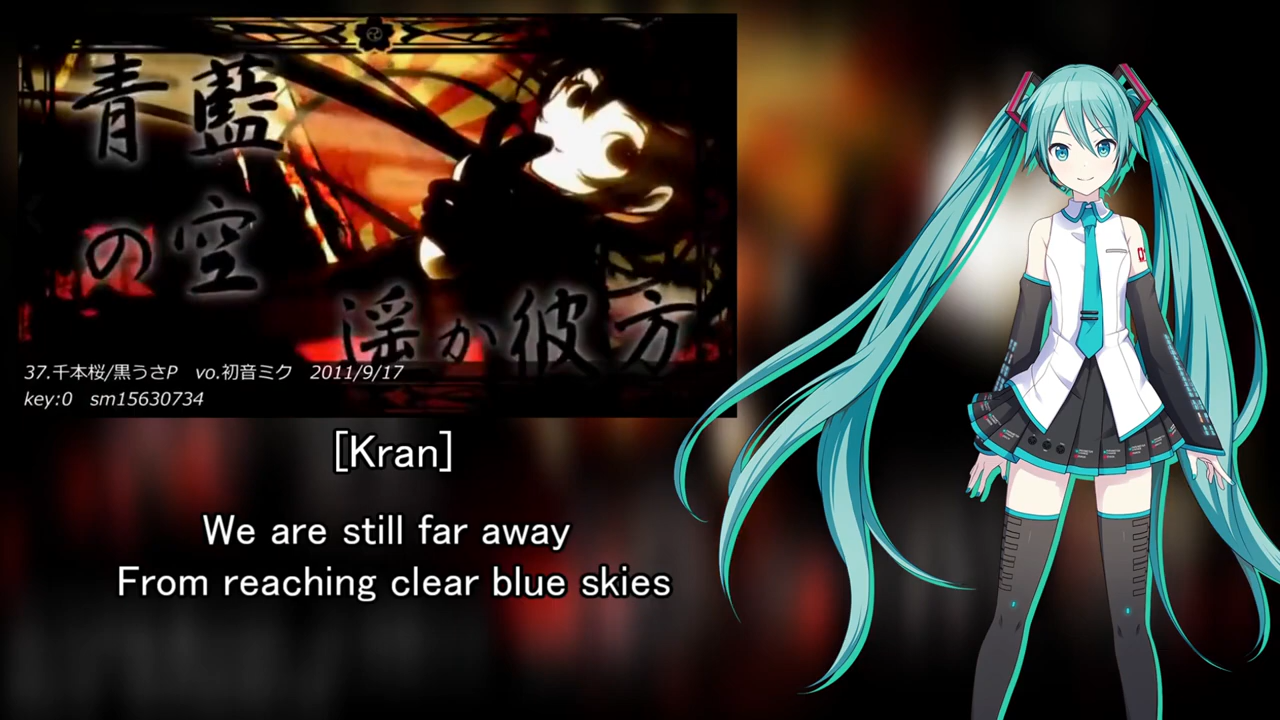 青藍
の空
遥か彼方
37.千本桜/黒うさP vo.初音ミク 2011/9/17
key:0 sm15630734
[Kran]
We are still far away
From reaching clear blue skies